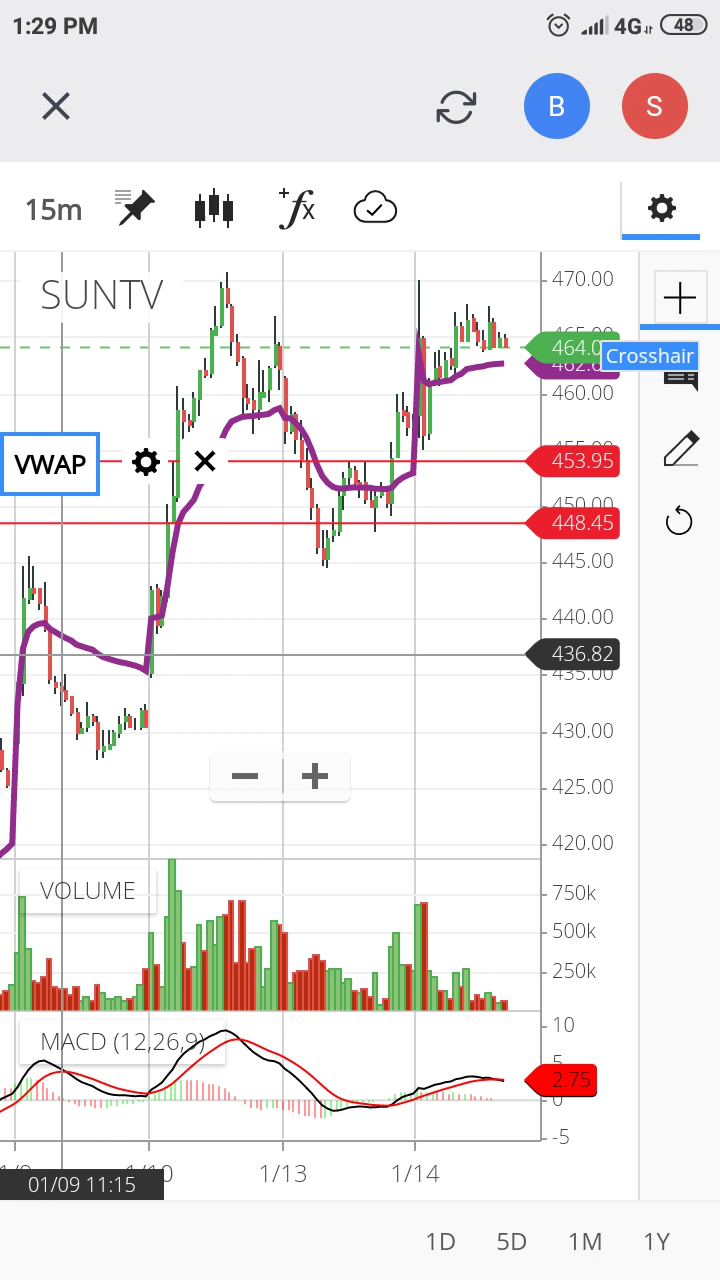 1:29 PM
4G 48
B S
15m
SUNTV
470.00
464.0
Crosshair
460.00
VWAP
453.95
450.00
448.45
445.00
440.00
436.82
435.00
430.00
425.00
420.00
VOLUME
750k
500k
250k
MACD (12,26,9)
10
5
2.75
0
-5
1/10 1/13 1/14
01/09 11:15
1D 5D 1M 1Y